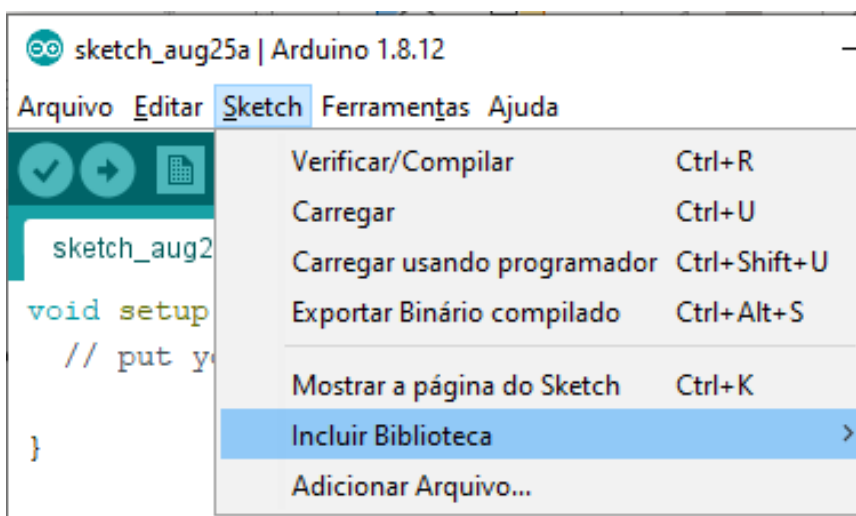 sketch_aug25a | Arduino 1.8.12
Arquivo Editar Sketch Ferramentas Ajuda
Verificar/Compilar Ctrl+R
Carregar Ctrl+U
sketch_aug2
Carregar usando programador Ctrl+Shift+U
void setup
Exportar Binário compilado Ctrl+Alt+S
// put yo
Mostrar a página do Sketch Ctrl+K
Incluir Biblioteca
}
Adicionar Arquivo...